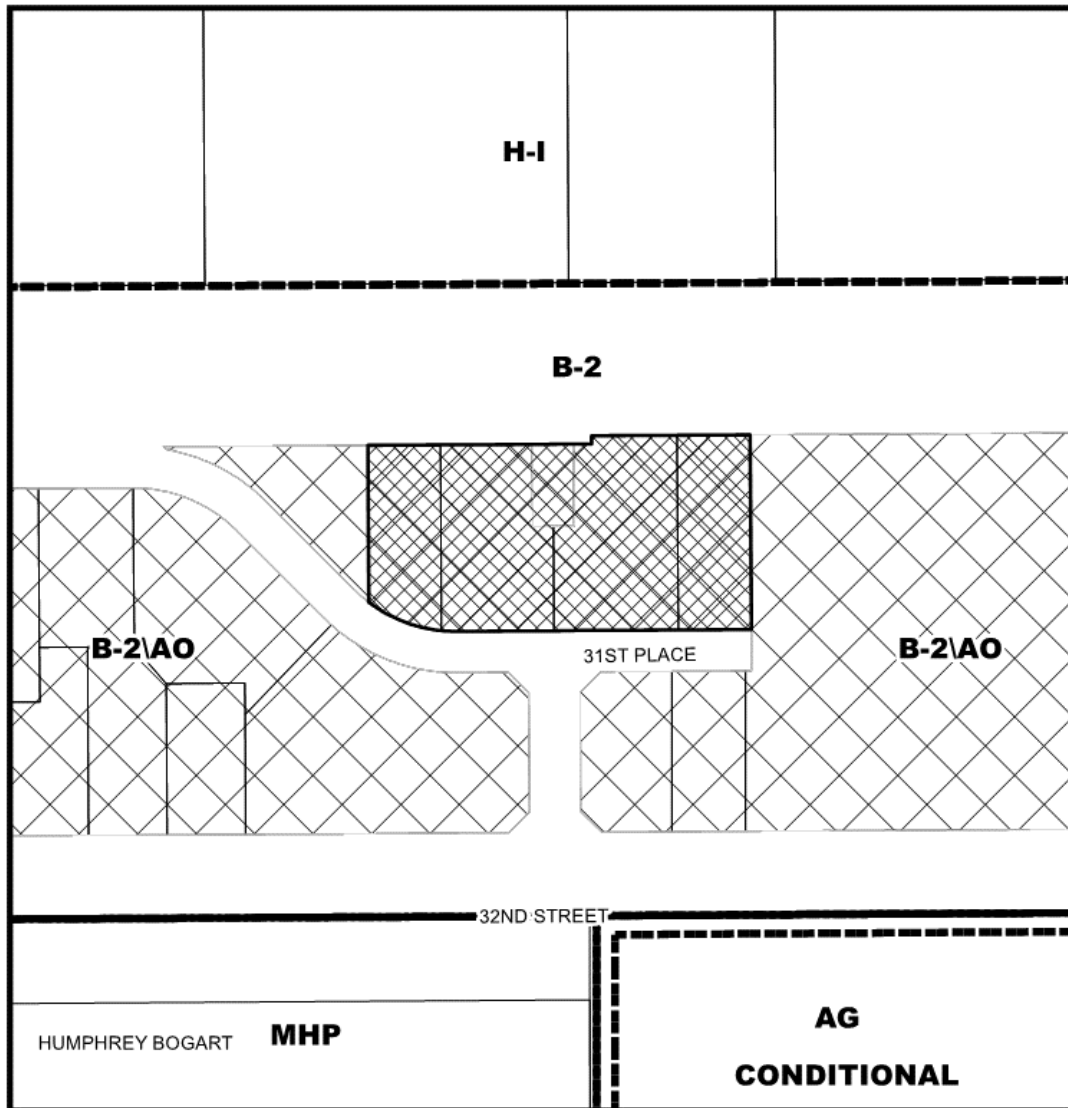 H-I
B-2
B-2\AO
31ST PLACE
B-2\AO
32ND STREET
HUMPHREY BOGART
MHP
AG
CONDITIONAL